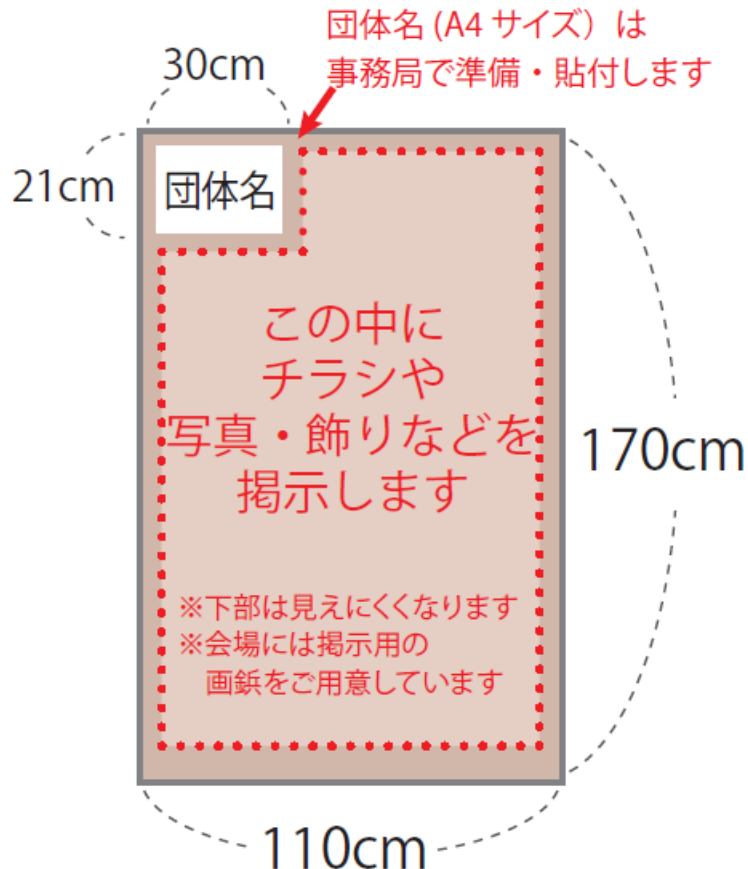 団体名 (A4 サイズ）は
事務局で準備・貼付します
30cm
21cm
団体名
この中に
チラシや
写真・飾りなどを
掲示します
170cm
※下部は見えにくくなります
※会場には掲示用の
画鋲をご用意しています
110cm